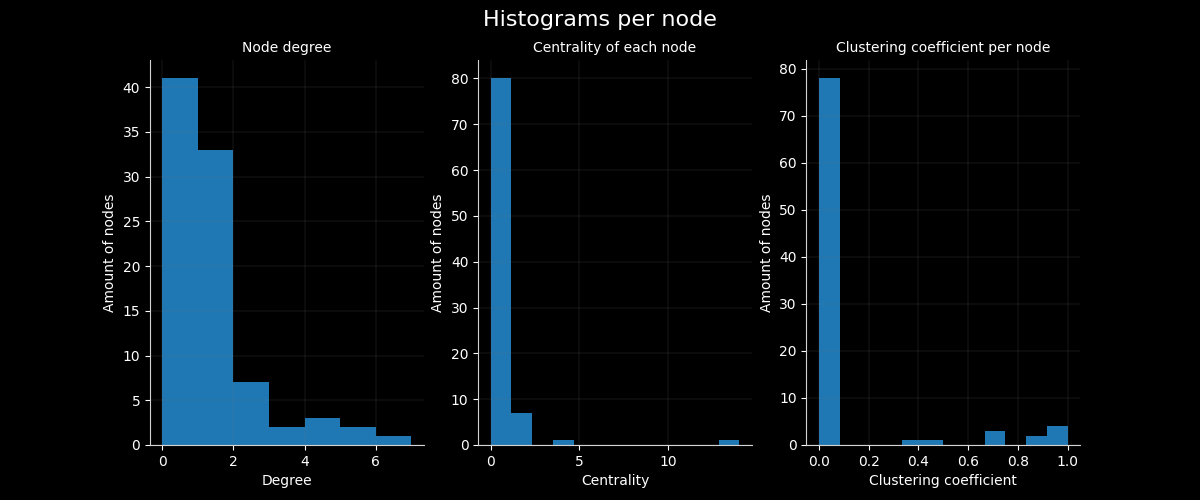 Histograms per node
Node degree
Amount of nodes
0
5
10
15
20
25
30
35
40
0 2 4 6
Degree
Centrality of each node
Amount of nodes
0
10
20
30
40
50
60
70
80
0 5 10
Centrality
Clustering coefficient per node
Amount of nodes
0
10
20
30
40
50
60
70
80
0.0 0.2 0.4 0.6 0.8 1.0
Clustering coefficient